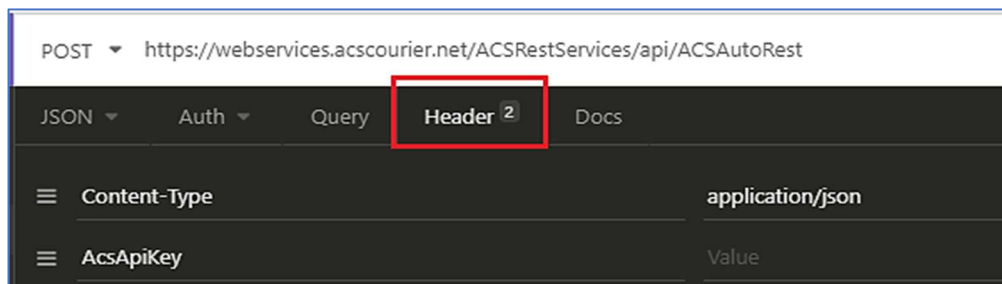 POST https://webservices.acscourier.net/ACSRestServices/api/ACSAutoRest
JSON Auth Query Header 2 Docs
Content-Type application/json
AcsApiKey Value